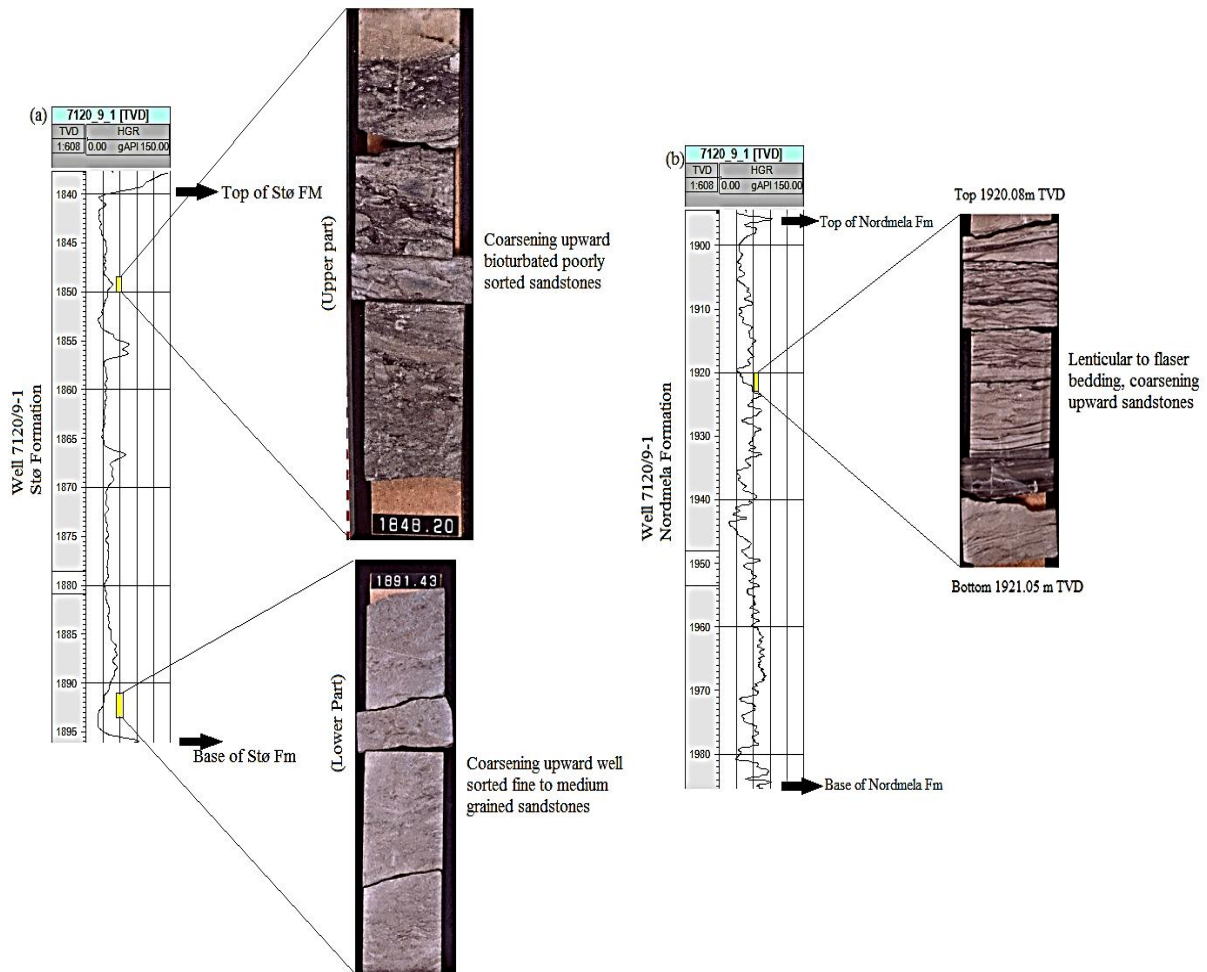 (a)
7120_9_1 [TVD]
TVD
HGR
1:608
0.00 gAPI 150.00
1840
1845
1850
1855
1860
1865
1870
1875
1880
1885
1890
1895
Well 7120/9-1
Stø Formation
Top of Stø FM
Base of Stø Fm
(Upper part)
1848.20
Coarsening upward
bioturbated poorly
sorted sandstones
(Lower Part)
1891.43
Coarsening upward well
sorted fine to medium
grained sandstones
(b)
7120_9_1 [TVD]
TVD
HGR
1:608
0.00 gAPI 150.00
1900
1910
1920
1930
1940
1950
1960
1970
1980
Well 7120/9-1
Nordmela Formation
Top of Nordmela Fm
Base of Nordmela Fm
Top 1920.08m TVD
Lenticular to flaser
bedding, coarsening
upward sandstones
Bottom 1921.05 m TVD